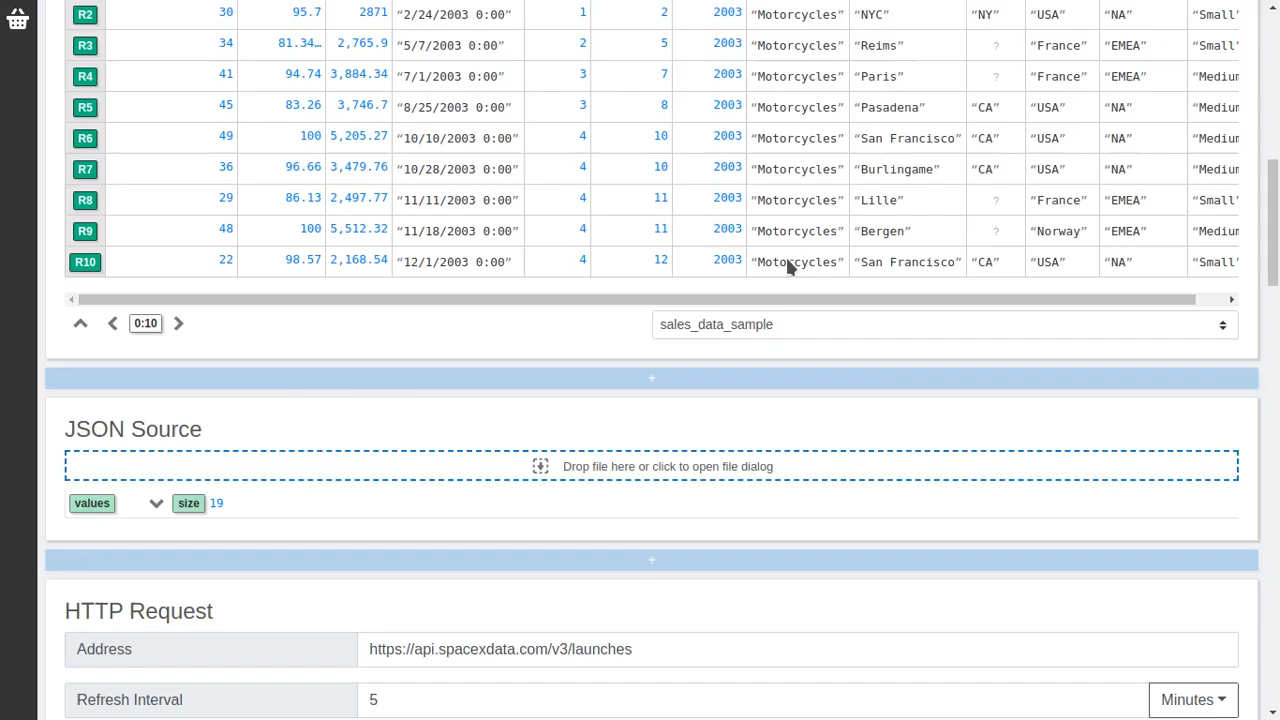 R2 30 95.7 2871 “2/24/2003 0:00” 1 2 2003 “Motorcycles” “NYC” “NY” “USA” “NA” “Small”
R3 34 81.34… 2,765.9 “5/7/2003 0:00” 2 5 2003 “Motorcycles” “Reims” ? “France” “EMEA” “Small”
R4 41 94.74 3,884.34 “7/1/2003 0:00” 3 7 2003 “Motorcycles” “Paris” ? “France” “EMEA” “Medium
R5 45 83.26 3,746.7 “8/25/2003 0:00” 3 8 2003 “Motorcycles” “Pasadena” “CA” “USA” “NA” “Medium
R6 49 100 5,205.27 “10/10/2003 0:00” 4 10 2003 “Motorcycles” “San Francisco” “CA” “USA” “NA” “Medium
R7 36 96.66 3,479.76 “10/28/2003 0:00” 4 10 2003 “Motorcycles” “Burlingame” “CA” “USA” “NA” “Medium
R8 29 86.13 2,497.77 “11/11/2003 0:00” 4 11 2003 “Motorcycles” “Lille” ? “France” “EMEA” “Small”
R9 48 100 5,512.32 “11/18/2003 0:00” 4 11 2003 “Motorcycles” “Bergen” ? “Norway” “EMEA” “Medium
R10 22 98.57 2,168.54 “12/1/2003 0:00” 4 12 2003 “Motorcycles” “San Francisco” “CA” “USA” “NA” “Small”
0:10 sales_data_sample
+
JSON Source
Drop file here or click to open file dialog
values size 19
+
HTTP Request
Address https://api.spacexdata.com/v3/launches
Refresh Interval 5 Minutes